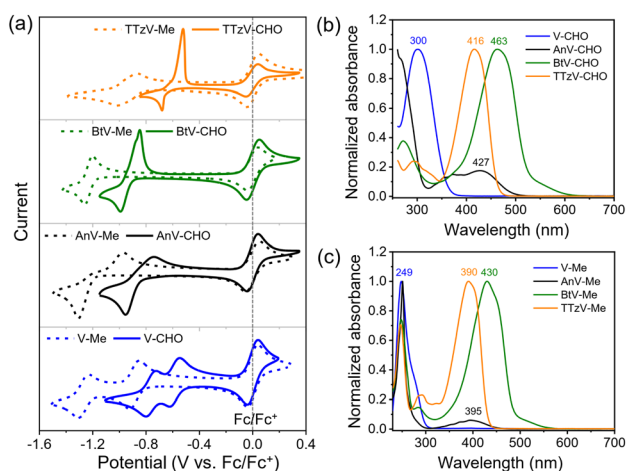 (a)
TTzV-Me TTzV-CHO
BtV-Me BtV-CHO
AnV-Me AnV-CHO
V-Me V-CHO
Fc/Fc⁺
Current
-1.6 -1.2 -0.8 -0.4 0.0 0.4
Potential (V vs. Fc/Fc⁺)
(b)
300 416 463
V-CHO
AnV-CHO
BtV-CHO
TTzV-CHO
427
1.0
0.8
0.6
0.4
0.2
0.0
Normalized absorbance
300 400 500 600 700
Wavelength (nm)
(c)
249 390 430
V-Me
AnV-Me
BtV-Me
TTzV-Me
395
1.0
0.8
0.6
0.4
0.2
0.0
Normalized absorbance
300 400 500 600 700
Wavelength (nm)